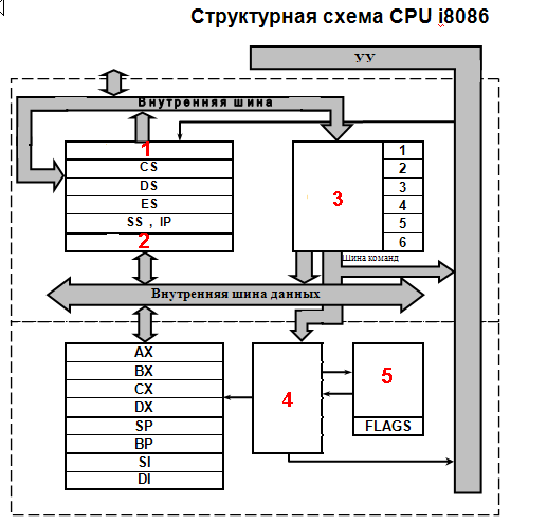 Структурная схема CPU i8086
УУ
Внутренняя шина
1
CS
DS
ES
SS , IP
2
3
1
2
3
4
5
6
Шина команд
Внутренняя шина данных
AX
BX
CX
DX
SP
BP
SI
DI
4
5
FLAGS